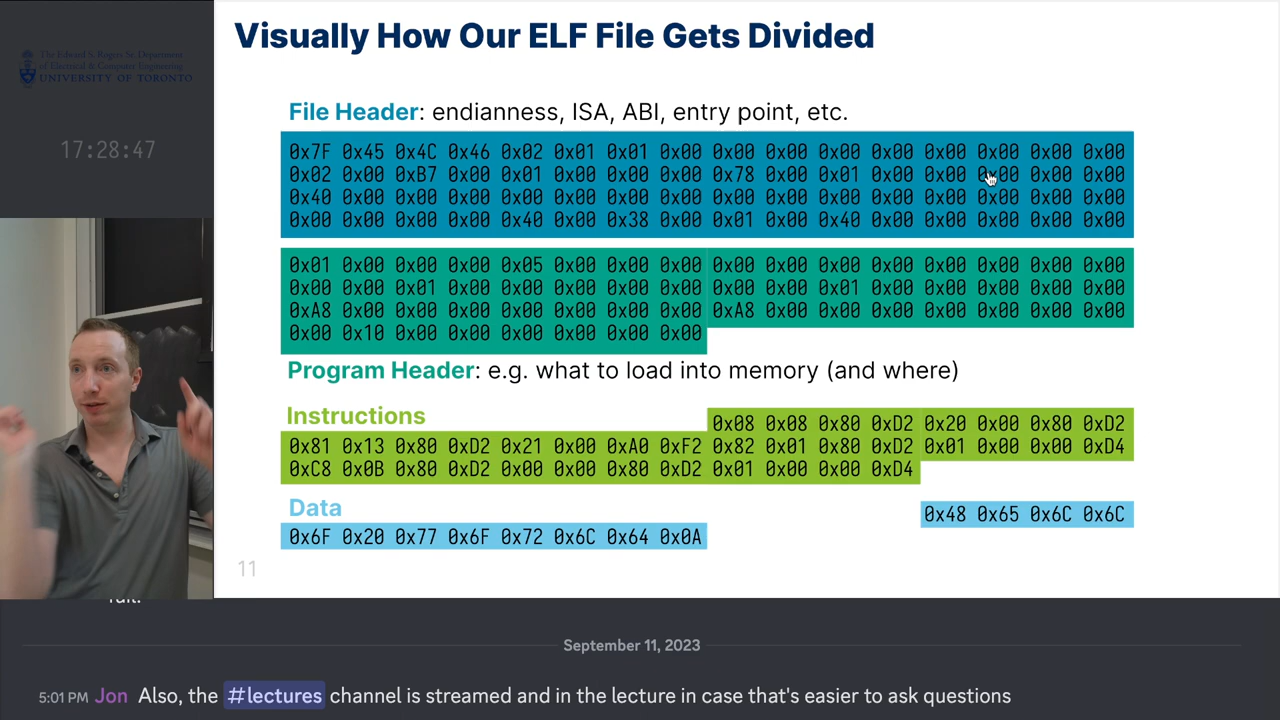 Visually How Our ELF File Gets Divided
The Edward S. Rogers Sr. Department
of Electrical & Computer Engineering
UNIVERSITY OF TORONTO
17:28:47
File Header: endianness, ISA, ABI, entry point, etc.
0x7F 0x45 0x4C 0x46 0x02 0x01 0x01 0x00 0x00 0x00 0x00 0x00 0x00 0x00 0x00 0x00
0x02 0x00 0xB7 0x00 0x01 0x00 0x00 0x00 0x78 0x00 0x01 0x00 0x00 0x00 0x00 0x00
0x40 0x00 0x00 0x00 0x00 0x00 0x00 0x00 0x00 0x00 0x00 0x00 0x00 0x00 0x00 0x00
0x00 0x00 0x00 0x00 0x40 0x00 0x38 0x00 0x01 0x00 0x40 0x00 0x00 0x00 0x00 0x00
0x01 0x00 0x00 0x00 0x05 0x00 0x00 0x00 0x00 0x00 0x00 0x00 0x00 0x00 0x00 0x00
0x00 0x00 0x01 0x00 0x00 0x00 0x00 0x00 0x00 0x00 0x01 0x00 0x00 0x00 0x00 0x00
0xA8 0x00 0x00 0x00 0x00 0x00 0x00 0x00 0xA8 0x00 0x00 0x00 0x00 0x00 0x00 0x00
0x00 0x10 0x00 0x00 0x00 0x00 0x00 0x00
Program Header: e.g. what to load into memory (and where)
Instructions
0x08 0x08 0x80 0xD2 0x20 0x00 0x80 0xD2
0x81 0x13 0x80 0xD2 0x21 0x00 0xA0 0xF2 0x82 0x01 0x80 0xD2 0x01 0x00 0x00 0xD4
0xC8 0x0B 0x80 0xD2 0x00 0x00 0x80 0xD2 0x01 0x00 0x00 0xD4
Data
0x48 0x65 0x6C 0x6C
0x6F 0x20 0x77 0x6F 0x72 0x6C 0x64 0x0A
11
September 11, 2023
5:01 PM Jon Also, the #lectures channel is streamed and in the lecture in case that's easier to ask questions